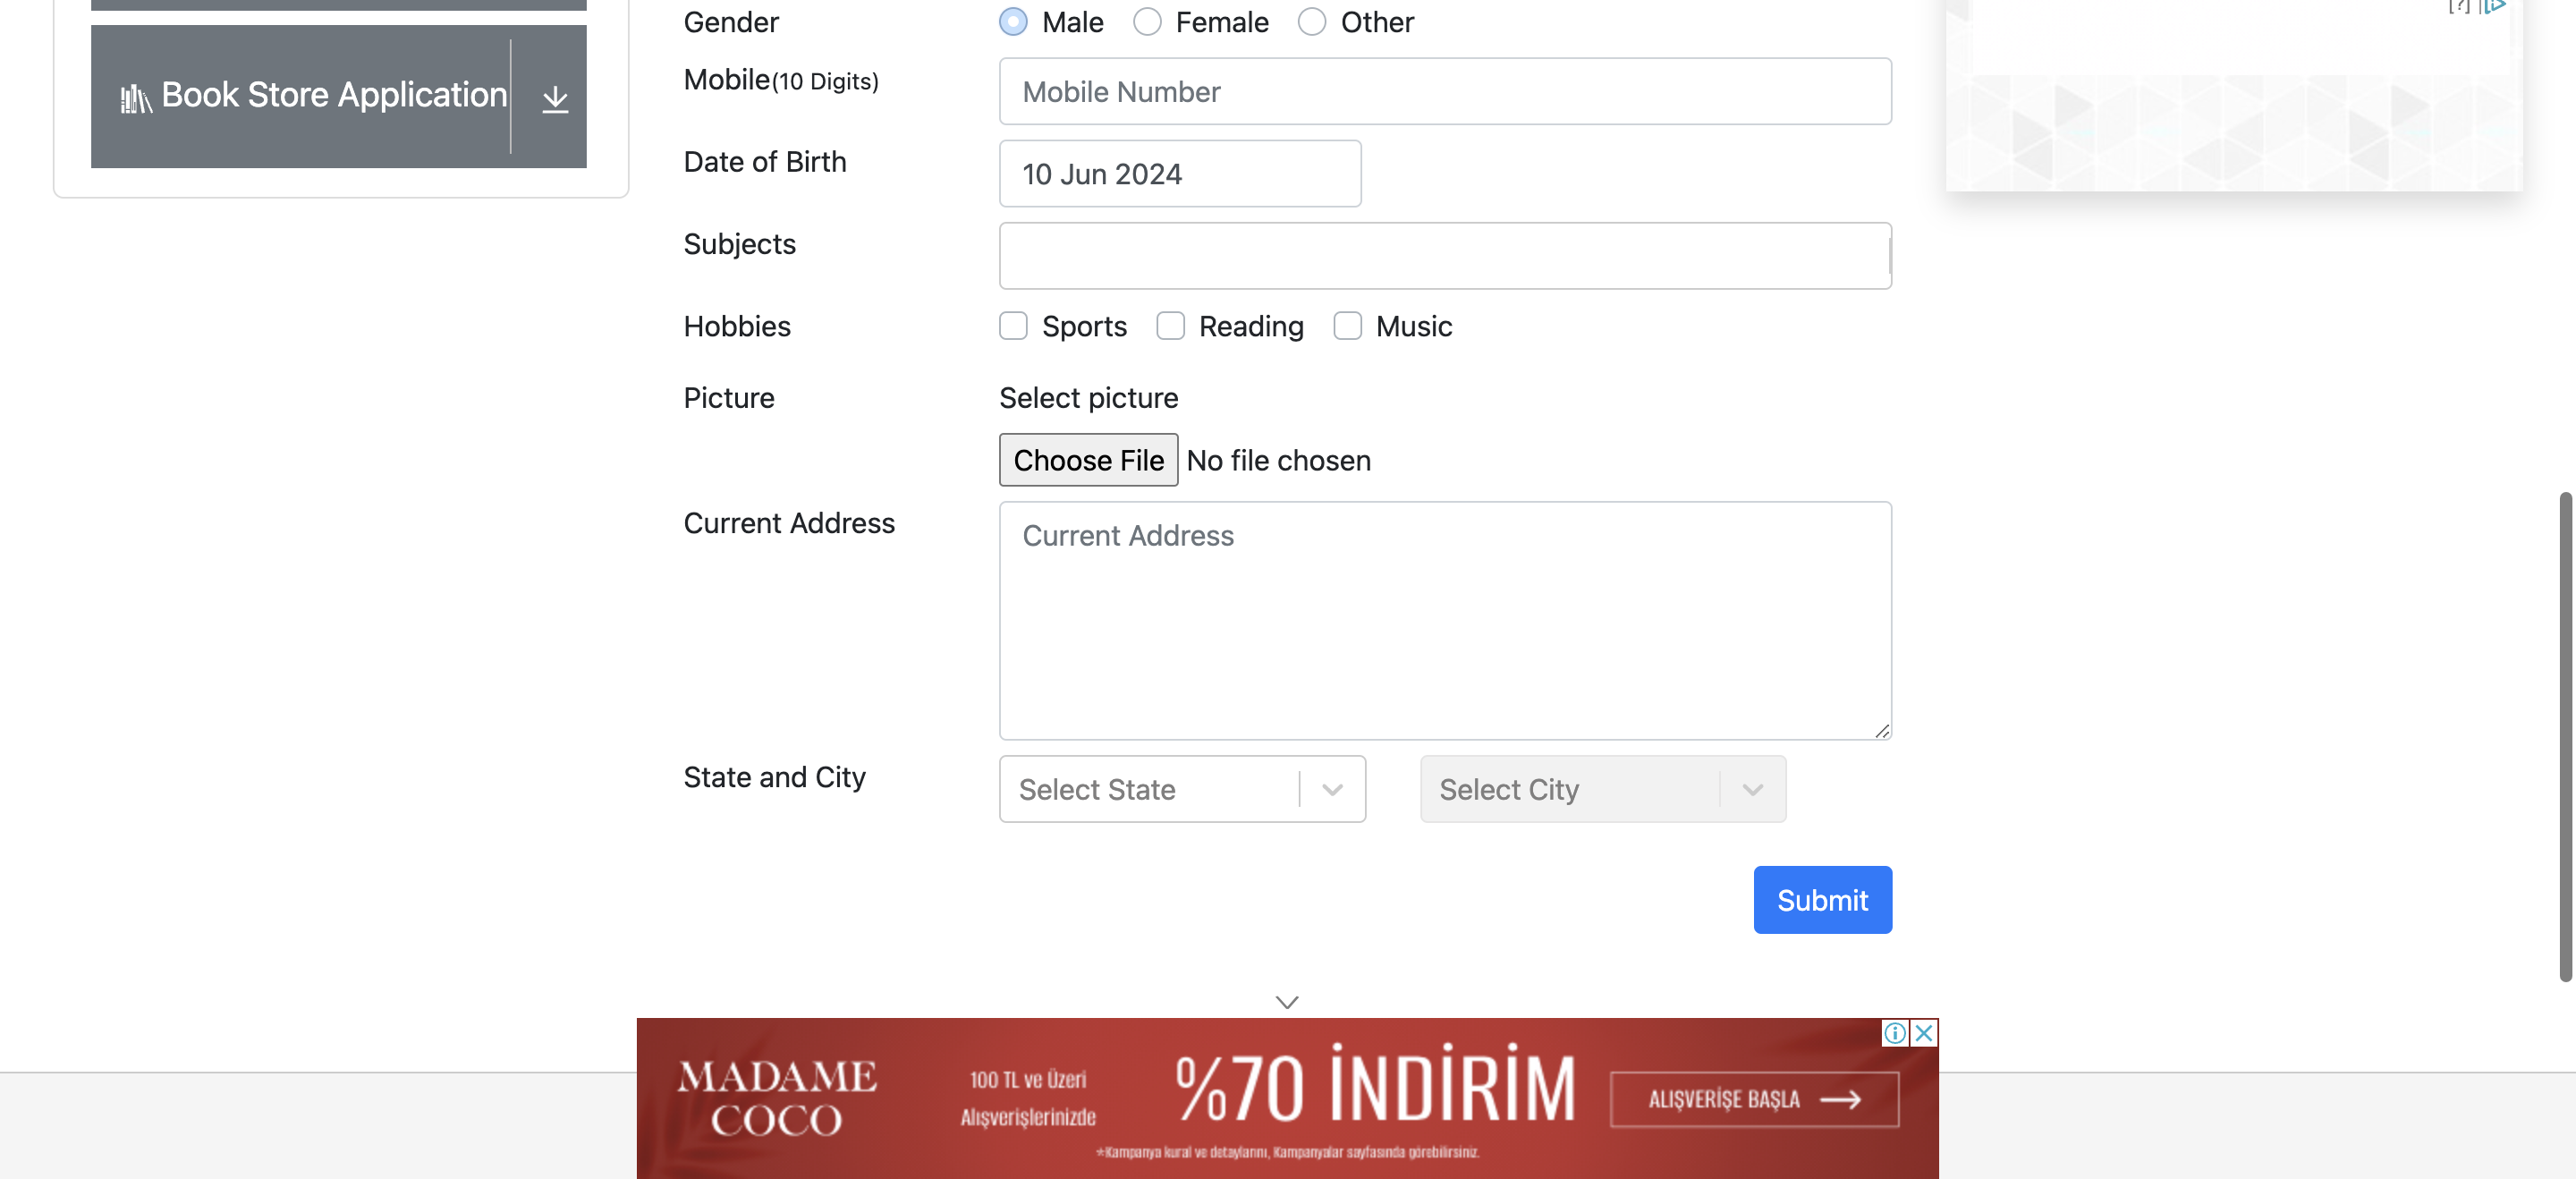 Book Store Application
Gender
Male Female Other
Mobile(10 Digits)
Mobile Number
Date of Birth
10 Jun 2024
Subjects
Hobbies
Sports Reading Music
Picture
Select picture
Choose File No file chosen
Current Address
Current Address
State and City
Select State
Select City
Submit
MADAME
COCO
100 TL ve Üzeri
Alışverişlerinizde
%70 İNDİRİM
ALIŞVERİŞE BAŞLA
*Kampanya kural ve detaylarını, Kampanyalar sayfasında görebilirsiniz.